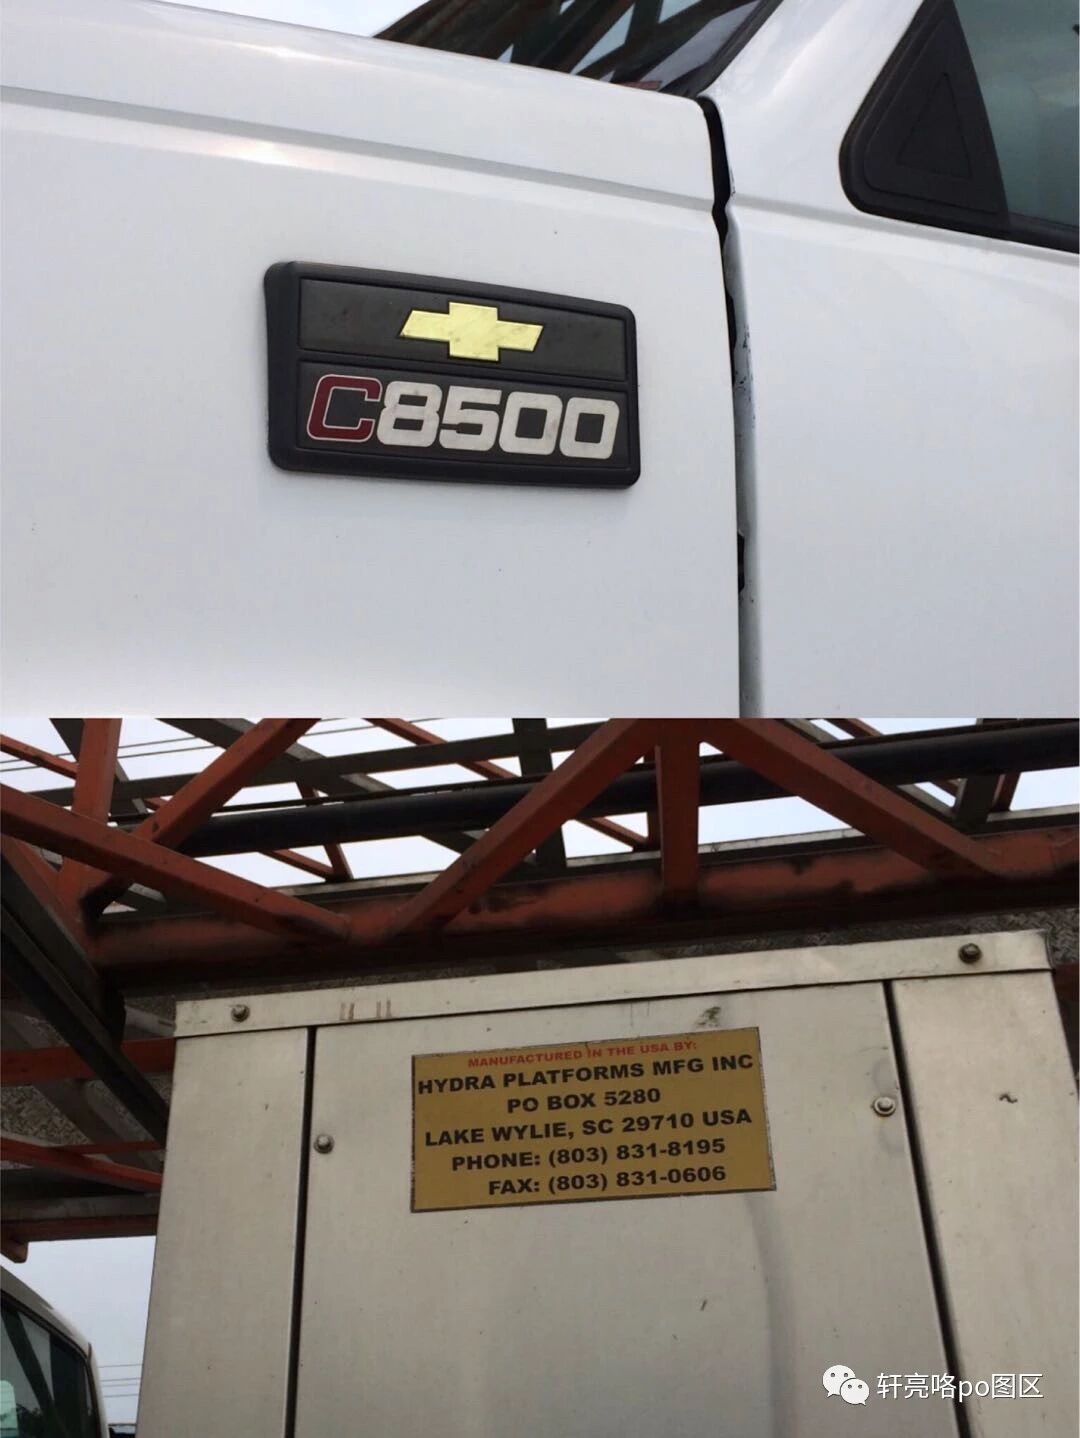 C8500
MANUFACTURED IN THE USA BY:
HYDRA PLATFORMS MFG INC
PO BOX 5280
LAKE WYLIE, SC 29710 USA
PHONE: (803) 831-8195
FAX: (803) 831-0606
轩亮咯po图区